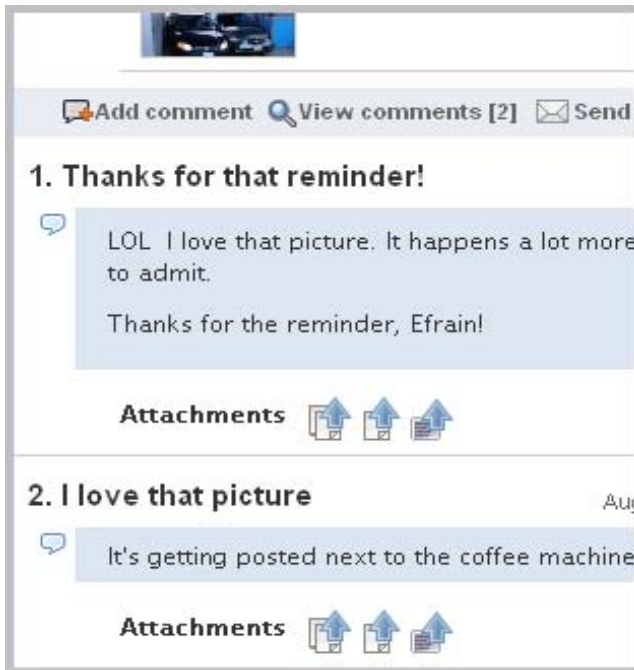 Add comment View comments [2] Send
1. Thanks for that reminder!
LOL I love that picture. It happens a lot more
to admit.
Thanks for the reminder, Efrain!
Attachments
2. I love that picture
Aug
It's getting posted next to the coffee machine
Attachments